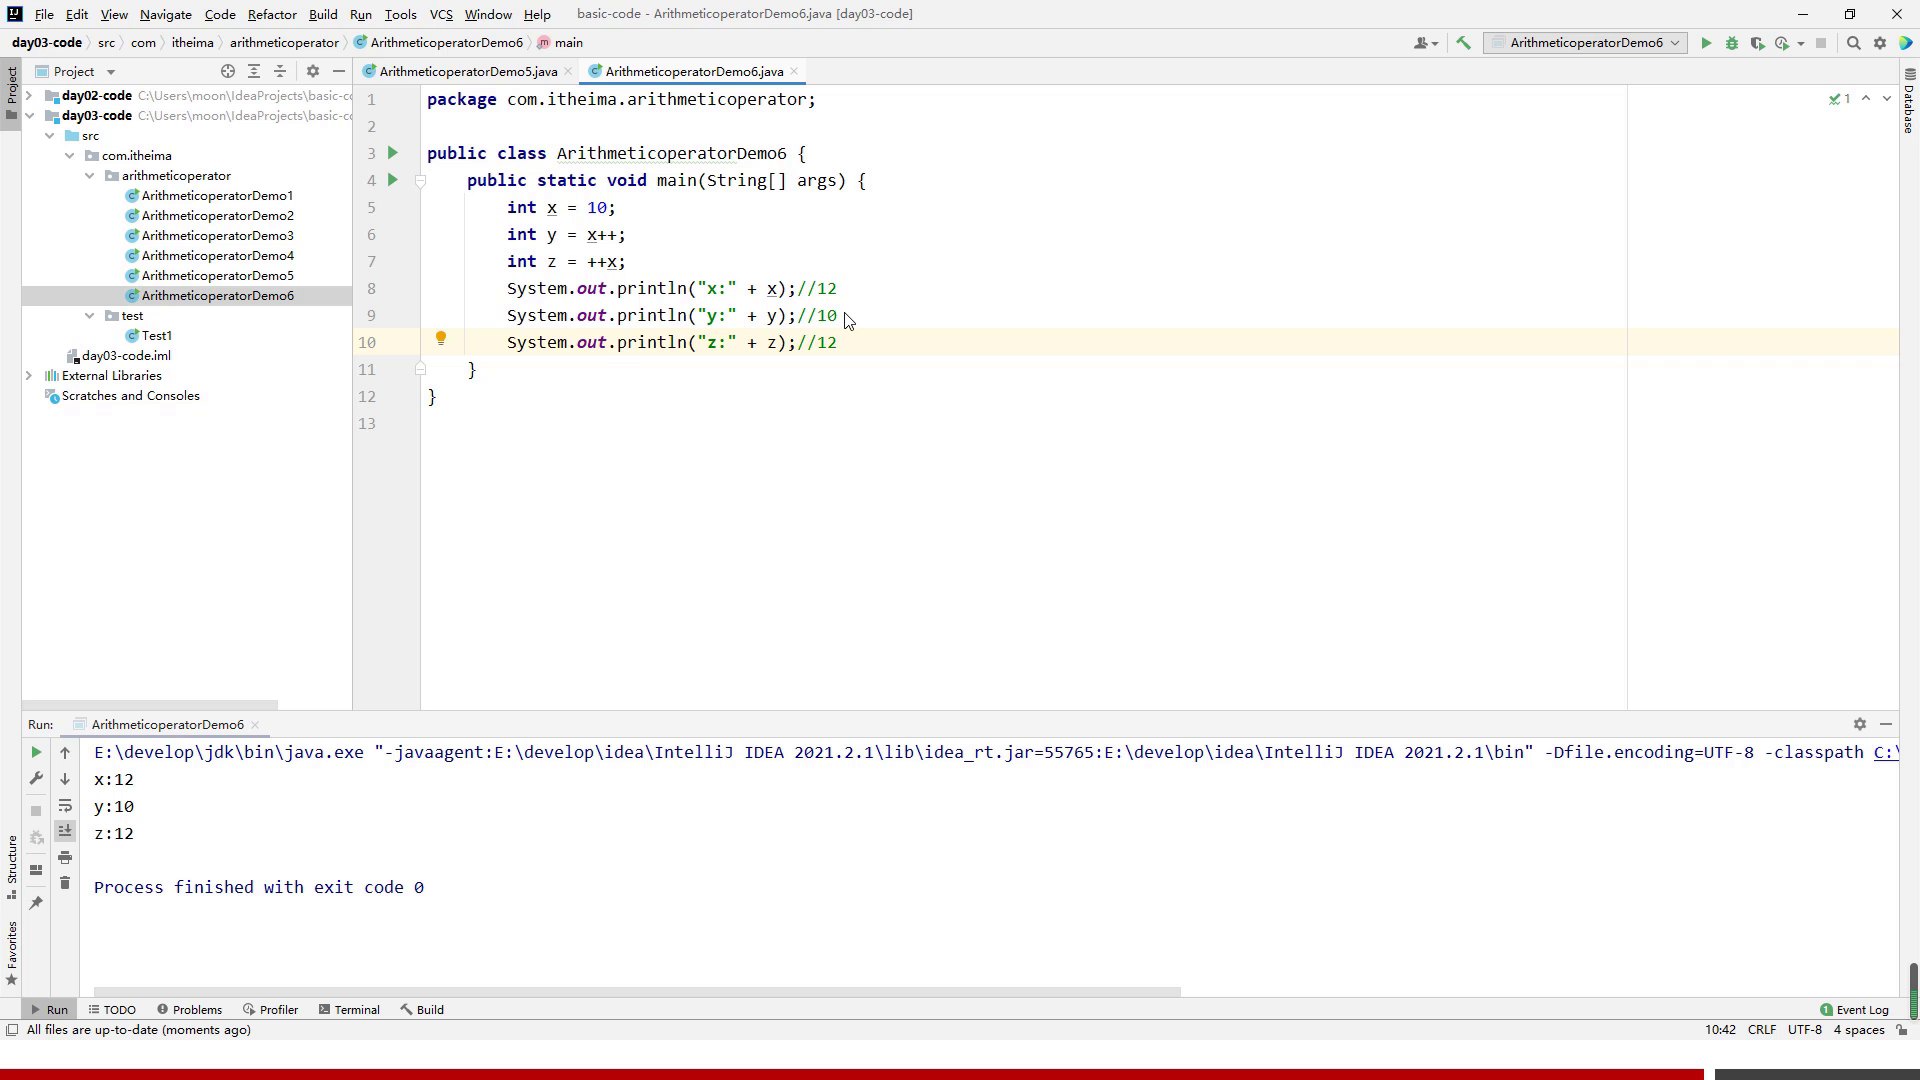 File Edit View Navigate Code Refactor Build Run Tools VCS Window Help basic-code - ArithmeticoperatorDemo6.java [day03-code]
day03-code src com itheima arithmeticoperator ArithmeticoperatorDemo6 main ArithmeticoperatorDemo6
Project
Project
ArithmeticoperatorDemo5.java ArithmeticoperatorDemo6.java
Database
day02-code C:\Users\moon\IdeaProjects\basic-co
day03-code C:\Users\moon\IdeaProjects\basic-co
src
com.itheima
arithmeticoperator
ArithmeticoperatorDemo1
ArithmeticoperatorDemo2
ArithmeticoperatorDemo3
ArithmeticoperatorDemo4
ArithmeticoperatorDemo5
ArithmeticoperatorDemo6
test
Test1
day03-code.iml
External Libraries
Scratches and Consoles
1 package com.itheima.arithmeticoperator; 1
2
3 public class ArithmeticoperatorDemo6 {
4 public static void main(String[] args) {
5 int x = 10;
6 int y = x++;
7 int z = ++x;
8 System.out.println("x:" + x);//12
9 System.out.println("y:" + y);//10
10 System.out.println("z:" + z);//12
11 }
12 }
13
Run: ArithmeticoperatorDemo6
E:\develop\jdk\bin\java.exe "-javaagent:E:\develop\idea\IntelliJ IDEA 2021.2.1\lib\idea_rt.jar=55765:E:\develop\idea\IntelliJ IDEA 2021.2.1\bin" -Dfile.encoding=UTF-8 -classpath C:\
x:12
y:10
z:12
Process finished with exit code 0
Structure
Favorites
Run TODO Problems Profiler Terminal Build 1 Event Log
All files are up-to-date (moments ago) 10:42 CRLF UTF-8 4 spaces